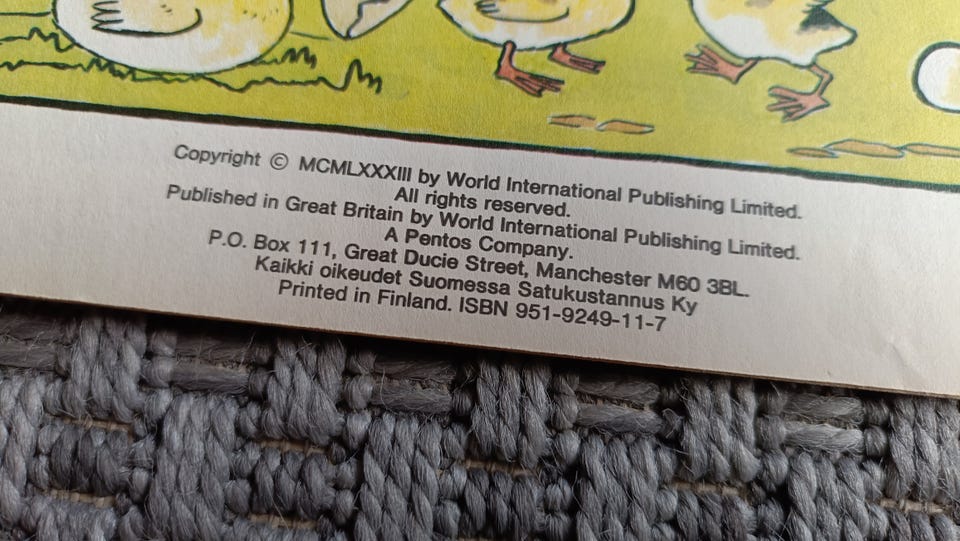 Copyright © MCMLXXXIII by World International Publishing Limited.
All rights reserved.
Published in Great Britain by World International Publishing Limited.
A Pentos Company.
P.O. Box 111, Great Ducie Street, Manchester M60 3BL.
Kaikki oikeudet Suomessa Satukustannus Ky
Printed in Finland. ISBN 951-9249-11-7